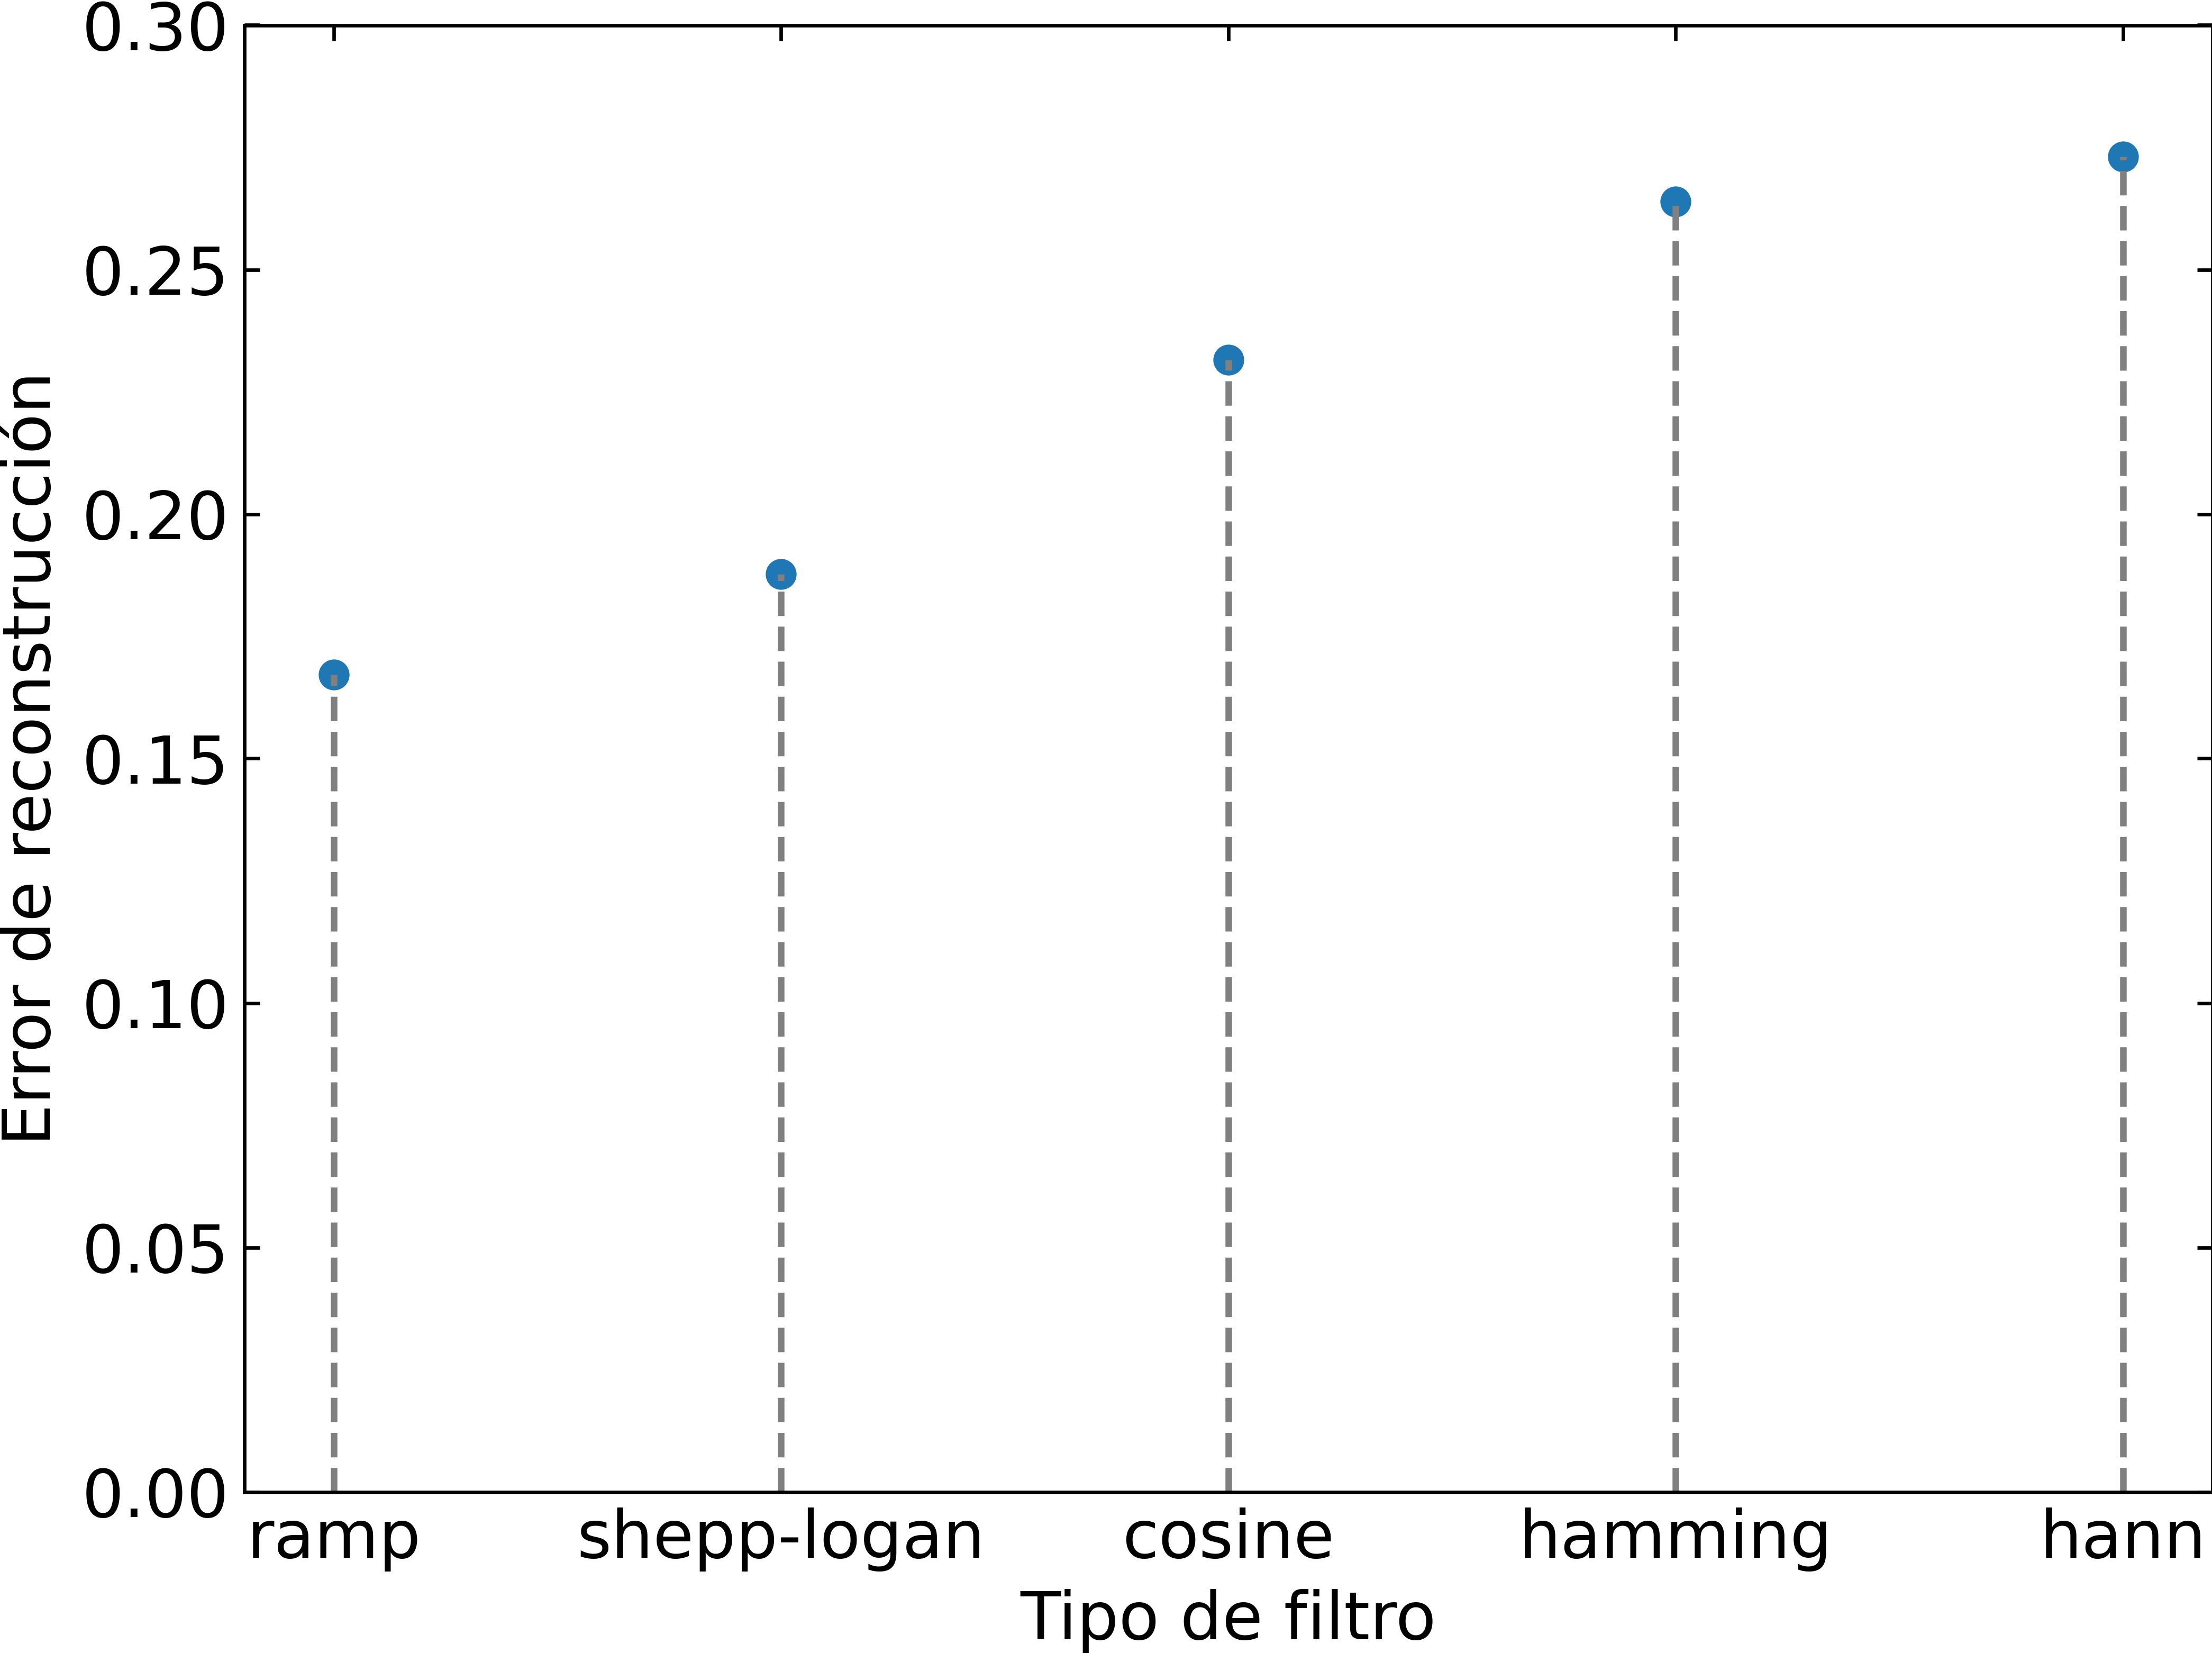 0.30
0.25
0.20
0.15
0.10
0.05
0.00
Error de reconstrucción
ramp shepp-logan cosine hamming hann
Tipo de filtro